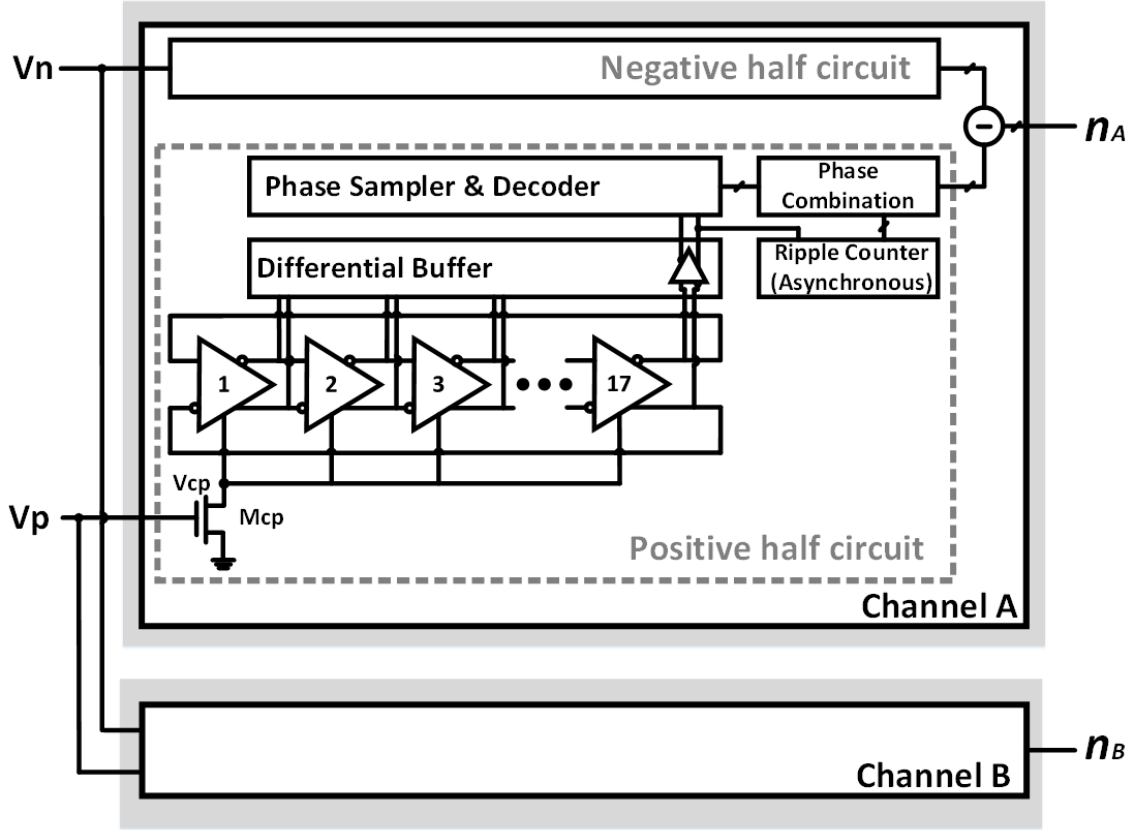 Vn
Negative half circuit
−
nA
Phase Sampler & Decoder
Phase
Combination
Differential Buffer
Ripple Counter
(Asynchronous)
1
2
3
17
Vcp
Vp
Mcp
Positive half circuit
Channel A
nB
Channel B